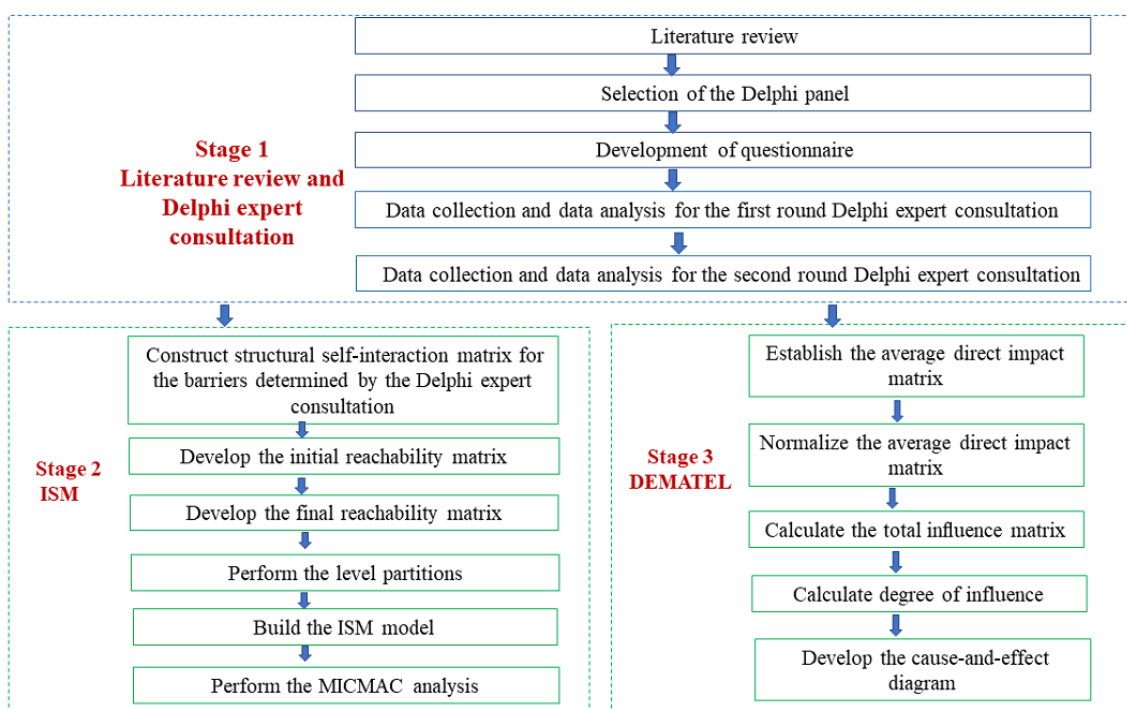 Literature review
Selection of the Delphi panel
Development of questionnaire
Data collection and data analysis for the first round Delphi expert consultation
Data collection and data analysis for the second round Delphi expert consultation
Stage 1
Literature review and
Delphi expert
consultation
Stage 2
ISM
Construct structural self-interaction matrix for
the barriers determined by the Delphi expert
consultation
Develop the initial reachability matrix
Develop the final reachability matrix
Perform the level partitions
Build the ISM model
Perform the MICMAC analysis
Stage 3
DEMATEL
Establish the average direct impact
matrix
Normalize the average direct impact
matrix
Calculate the total influence matrix
Calculate degree of influence
Develop the cause-and-effect
diagram